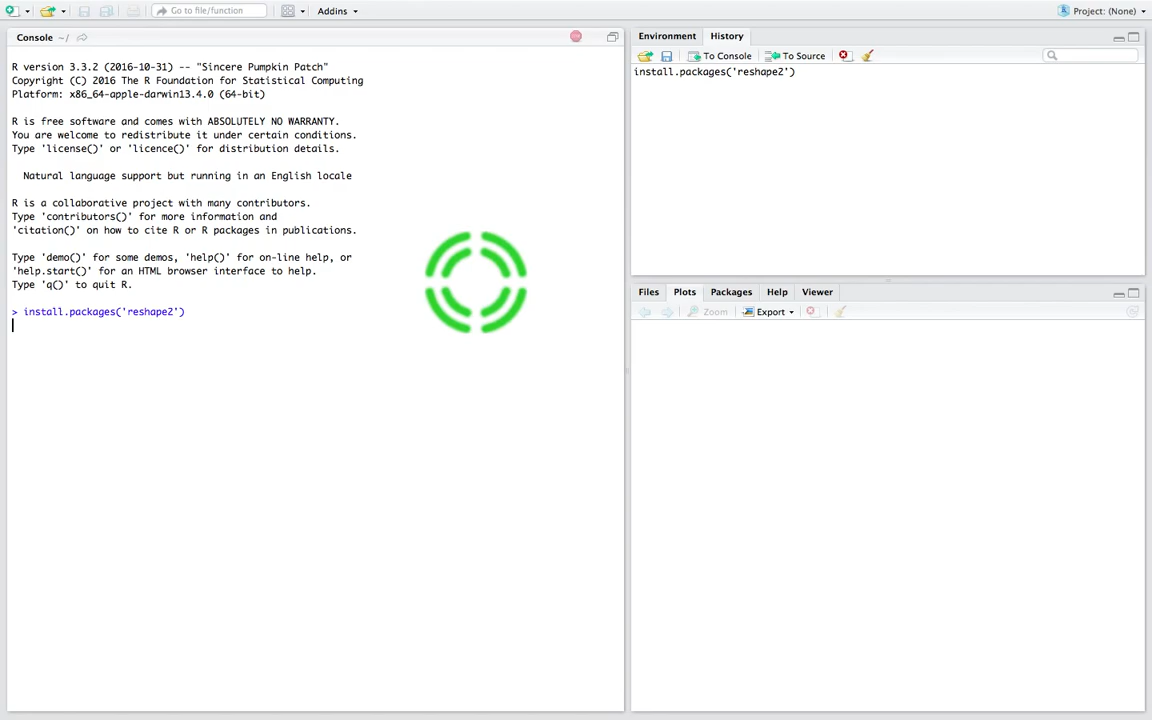 Go to file/function
Addins
Project: (None)
Console ~/
R version 3.3.2 (2016-10-31) -- "Sincere Pumpkin Patch"
Copyright (C) 2016 The R Foundation for Statistical Computing
Platform: x86_64-apple-darwin13.4.0 (64-bit)
R is free software and comes with ABSOLUTELY NO WARRANTY.
You are welcome to redistribute it under certain conditions.
Type 'license()' or 'licence()' for distribution details.
Natural language support but running in an English locale
R is a collaborative project with many contributors.
Type 'contributors()' for more information and
'citation()' on how to cite R or R packages in publications.
Type 'demo()' for some demos, 'help()' for on-line help, or
'help.start()' for an HTML browser interface to help.
Type 'q()' to quit R.
> install.packages('reshape2')
Environment History
To Console To Source
install.packages('reshape2')
Files Plots Packages Help Viewer
Zoom Export